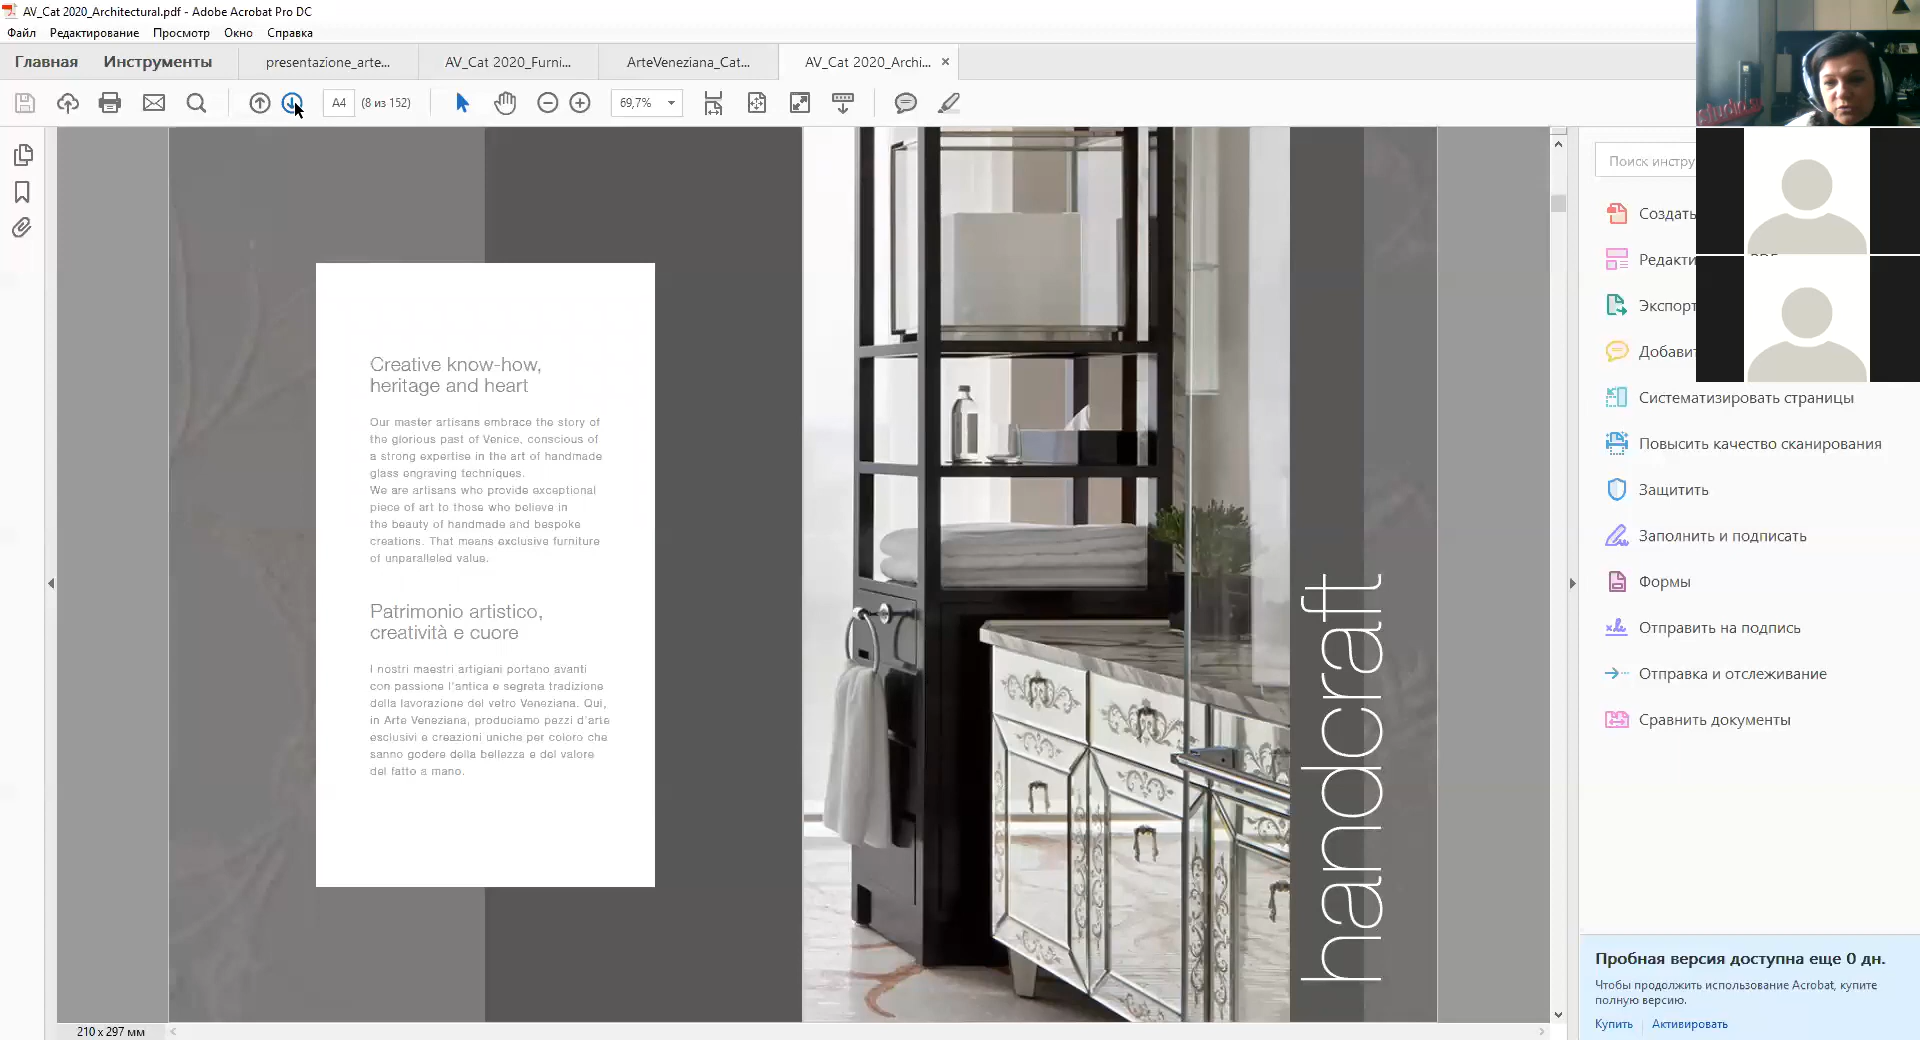 AV_Cat 2020_Architectural.pdf - Adobe Acrobat Pro DC
Файл Редактирование Просмотр Окно Справка
Главная Инструменты presentazione_arte... AV_Cat 2020_Furni... ArteVeneziana_Cat... AV_Cat 2020_Archi... ×
A4 (8 из 152) 69,7%
Поиск инстру
Создать
Редакти
Экспорт
Добавит
Систематизировать страницы
Повысить качество сканирования
Защитить
Заполнить и подписать
Формы
Отправить на подпись
Отправка и отслеживание
Сравнить документы
Creative know-how,
heritage and heart
Our master artisans embrace the story of
the glorious past of Venice, conscious of
a strong expertise in the art of handmade
glass engraving techniques.
We are artisans who provide exceptional
piece of art to those who believe in
the beauty of handmade and bespoke
creations. That means exclusive furniture
of unparalleled value.
Patrimonio artistico,
creatività e cuore
I nostri maestri artigiani portano avanti
con passione l'antica e segreta tradizione
della lavorazione del vetro Veneziana. Qui,
in Arte Veneziana, produciamo pezzi d'arte
esclusivi e creazioni uniche per coloro che
sanno godere della bellezza e del valore
del fatto a mano.
handcraft
Пробная версия доступна еще 0 дн.
Чтобы продолжить использование Acrobat, купите
полную версию.
Купить Активировать
210 x 297 мм